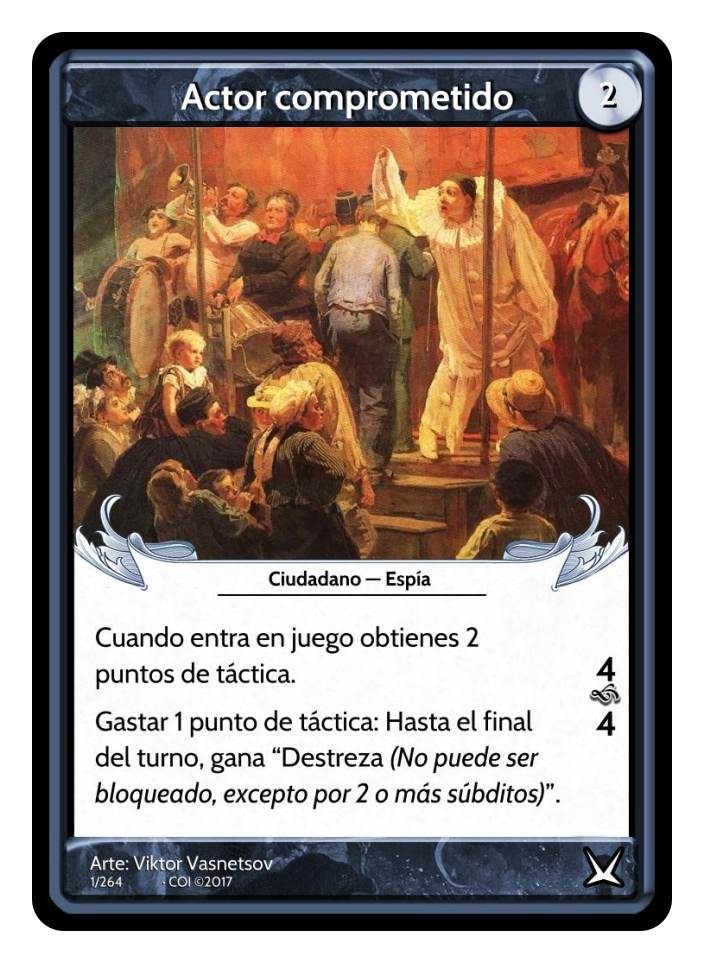 Actor comprometido
2
Ciudadano — Espía
Cuando entra en juego obtienes 2
puntos de táctica.
Gastar 1 punto de táctica: Hasta el final
del turno, gana “Destreza (No puede ser
bloqueado, excepto por 2 o más súbditos)”.
4
4
Arte: Viktor Vasnetsov
1/264 · COI ©2017